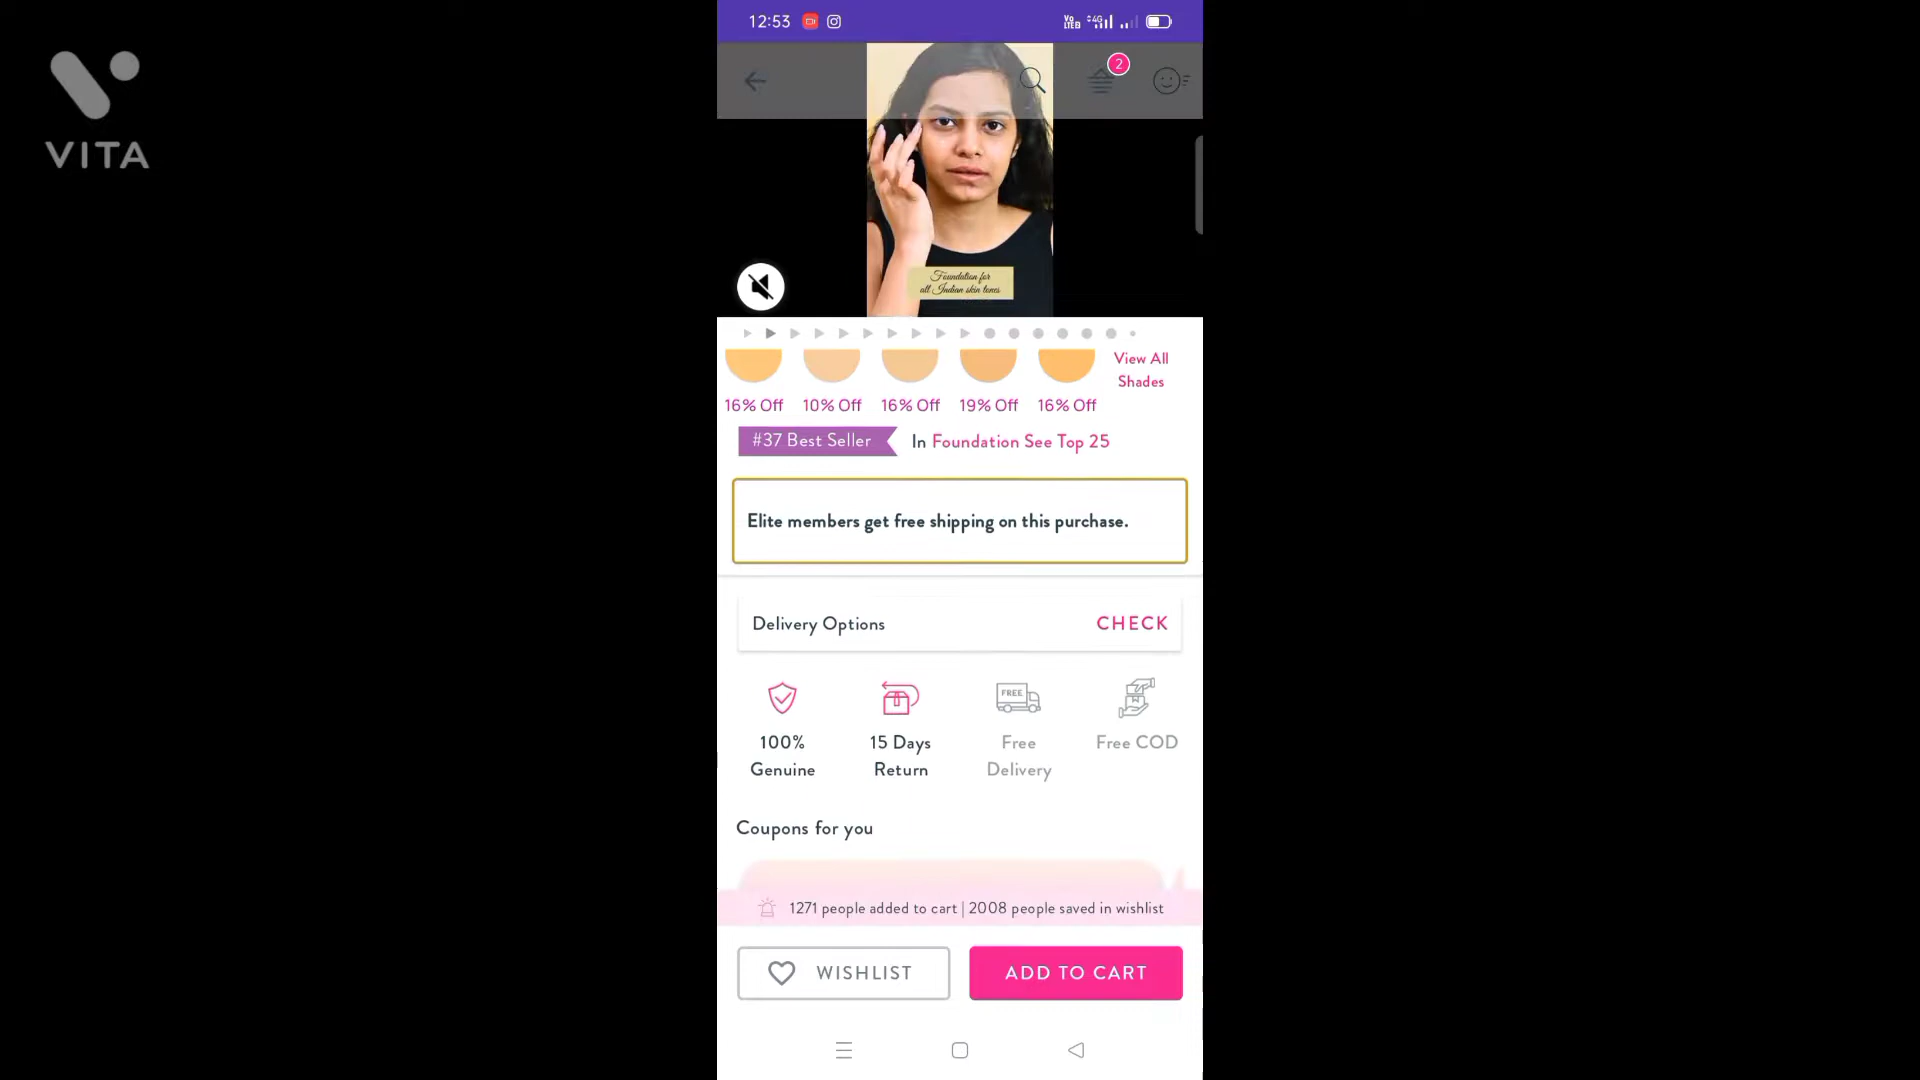 12:53
Vo
LTE2
4G
VITA
2
Foundation for
all Indian skin tones
View All
Shades
16% Off
10% Off
16% Off
19% Off
16% Off
#37 Best Seller
In Foundation See Top 25
Elite members get free shipping on this purchase.
Delivery Options
CHECK
FREE
100%
Genuine
15 Days
Return
Free
Delivery
Free COD
Coupons for you
1271 people added to cart | 2008 people saved in wishlist
WISHLIST
ADD TO CART